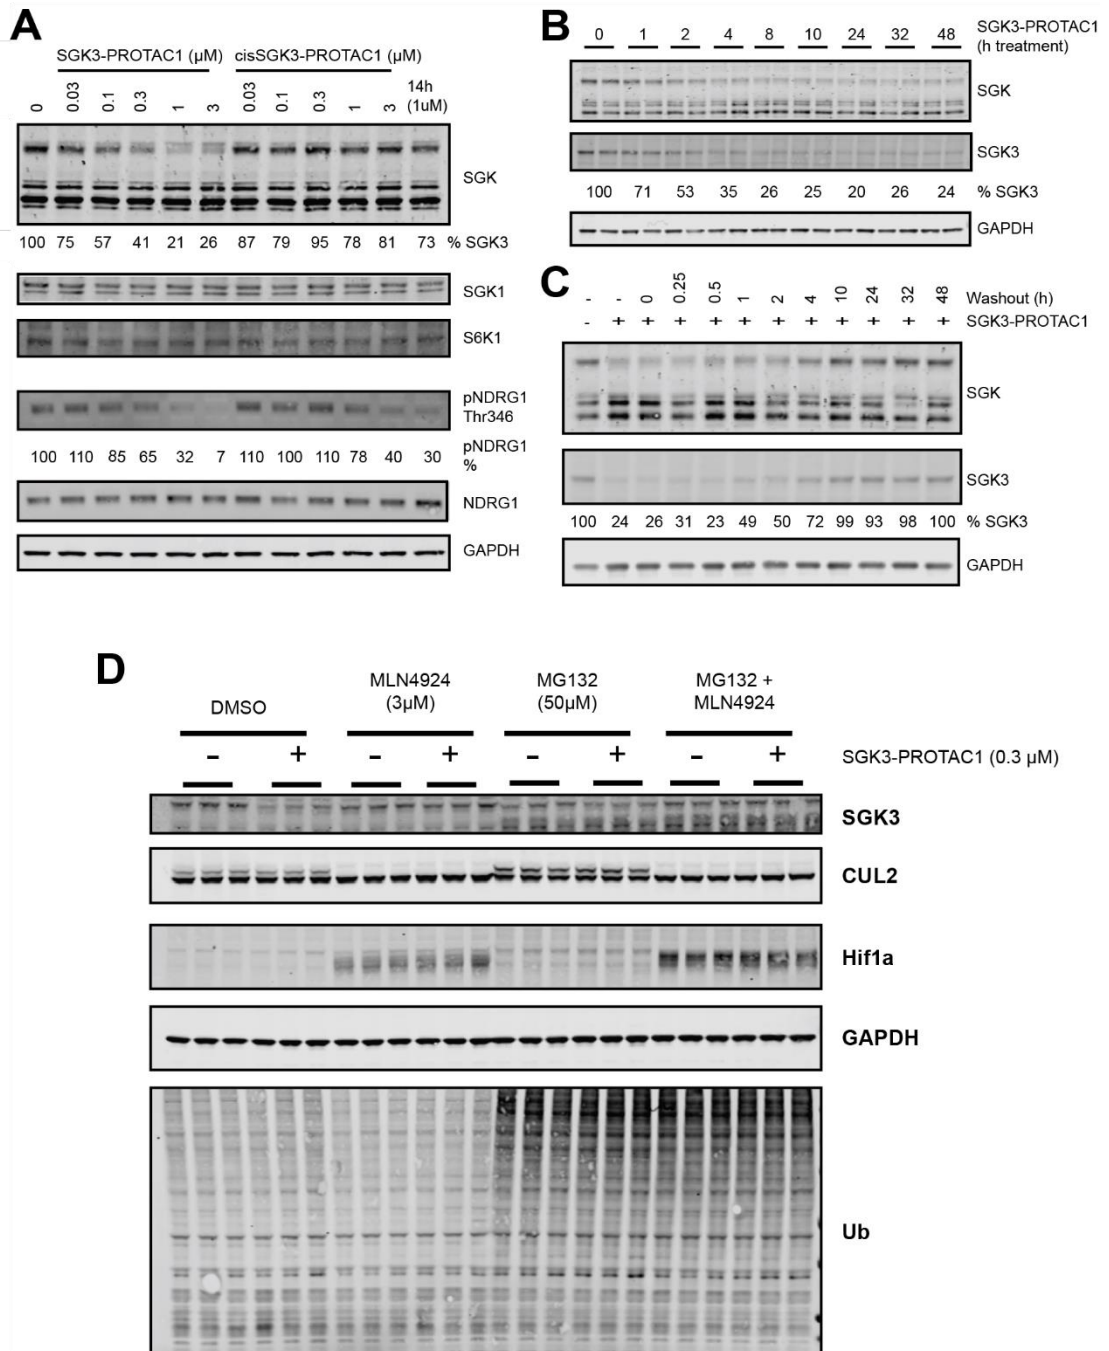 A
SGK3-PROTAC1 (μM) cisSGK3-PROTAC1(μM)
0 0.03 0.1 0.3 1 3 0.03 0.1 0.3 1 3 14h
(1uM)
SGK
100 75 57 41 21 26 87 79 95 78 81 73 % SGK3
SGK1
S6K1
pNDRG1
Thr346
100 110 85 65 32 7 110 100 110 78 40 30 pNDRG1
%
NDRG1
GAPDH
B
0 1 2 4 8 10 24 32 48 SGK3-PROTAC1
(h treatment)
SGK
SGK3
100 71 53 35 26 25 20 26 24 % SGK3
GAPDH
C
- - 0 0.25 0.5 1 2 4 10 24 32 48 Washout (h)
- + + + + + + + + + + + SGK3-PROTAC1
SGK
SGK3
100 24 26 31 23 49 50 72 99 93 98 100 % SGK3
GAPDH
D
DMSO MLN4924 MG132 MG132 +
(3μM) (50μM) MLN4924
- + - + - + - + SGK3-PROTAC1 (0.3 μM)
SGK3
CUL2
Hif1a
GAPDH
Ub